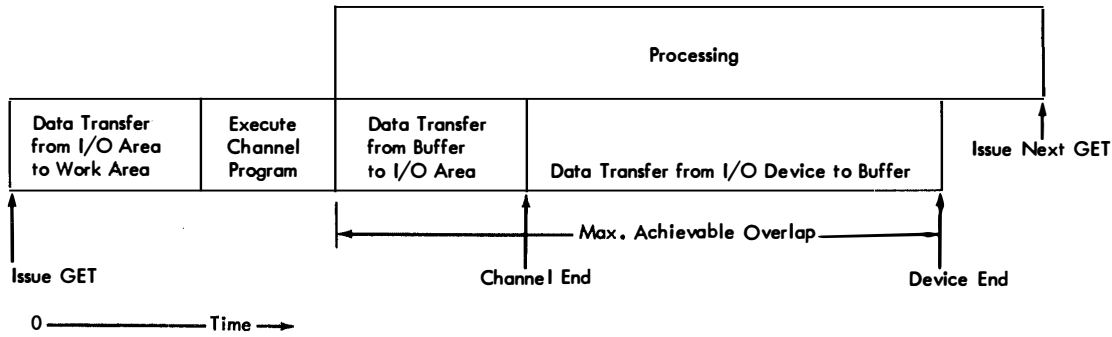 Processing
Data Transfer
from I/O Area
to Work Area
Execute
Channel
Program
Data Transfer
from Buffer
to I/O Area
Data Transfer from I/O Device to Buffer
Issue Next GET
Max. Achievable Overlap
Issue GET
Channel End
Device End
0 Time